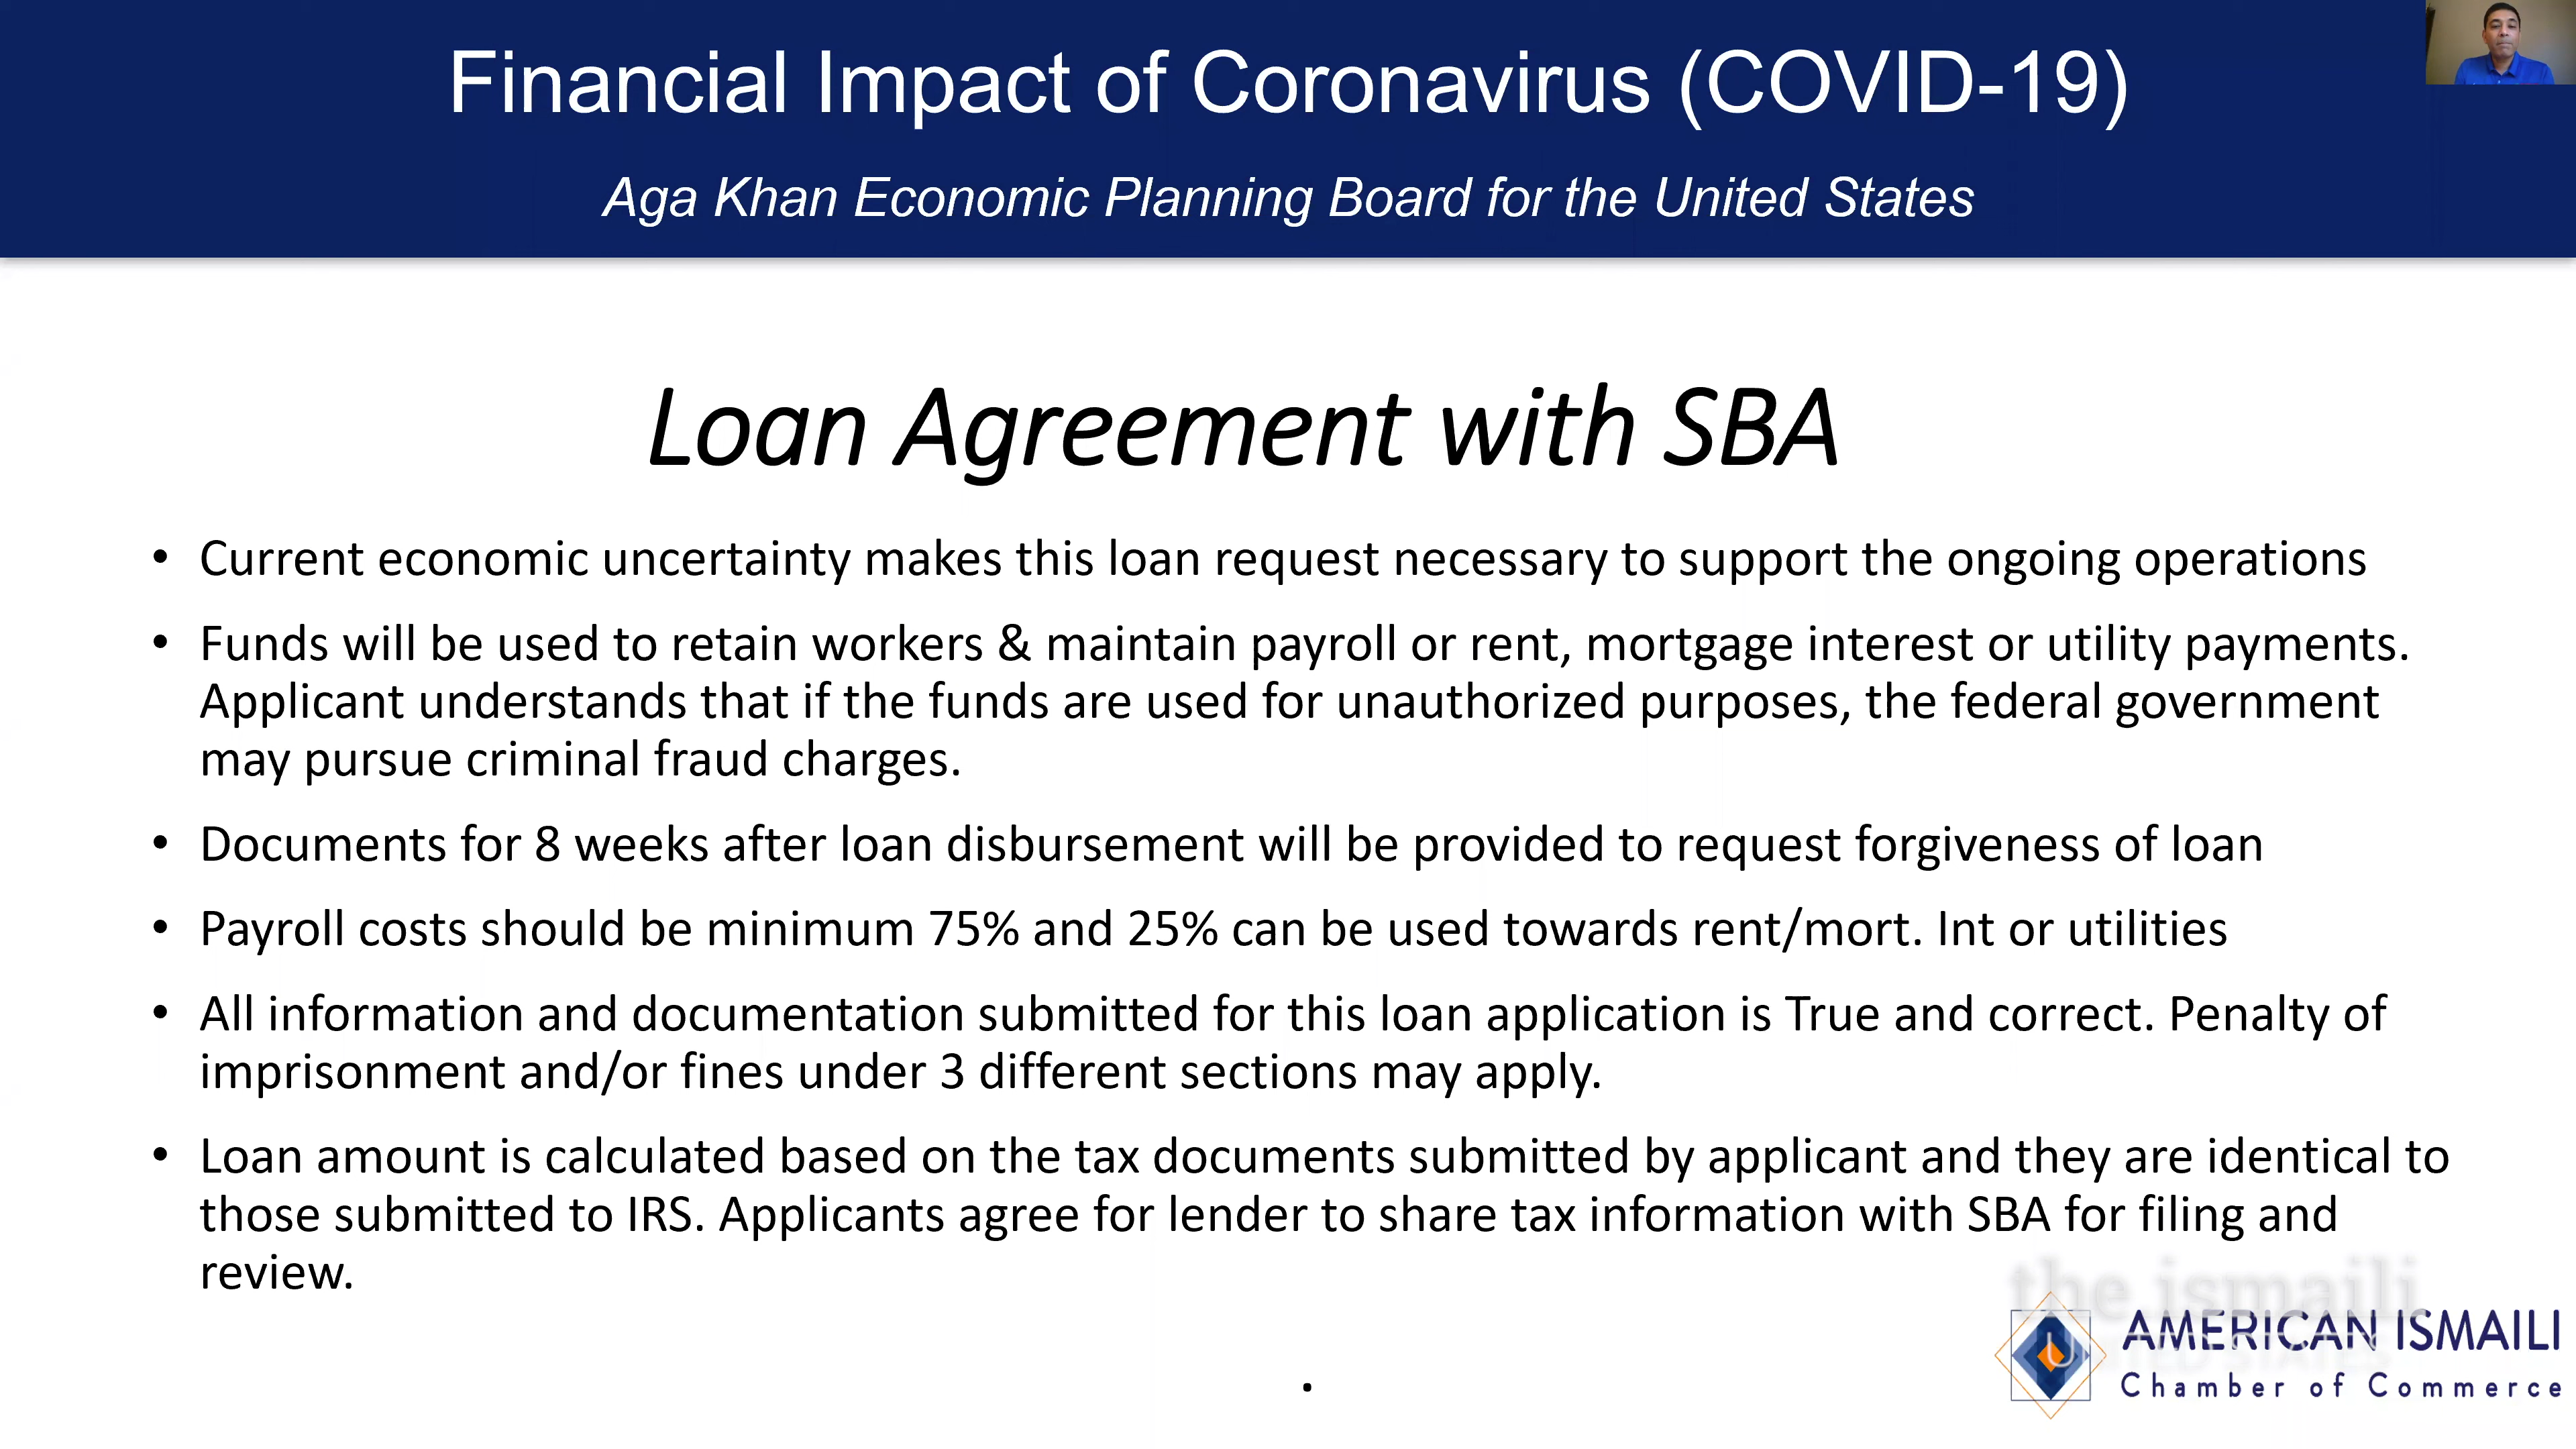 Financial Impact of Coronavirus (COVID-19)
Aga Khan Economic Planning Board for the United States
Loan Agreement with SBA
• Current economic uncertainty makes this loan request necessary to support the ongoing operations
• Funds will be used to retain workers & maintain payroll or rent, mortgage interest or utility payments.
Applicant understands that if the funds are used for unauthorized purposes, the federal government
may pursue criminal fraud charges.
• Documents for 8 weeks after loan disbursement will be provided to request forgiveness of loan
• Payroll costs should be minimum 75% and 25% can be used towards rent/mort. Int or utilities
• All information and documentation submitted for this loan application is True and correct. Penalty of
imprisonment and/or fines under 3 different sections may apply.
• Loan amount is calculated based on the tax documents submitted by applicant and they are identical to
those submitted to IRS. Applicants agree for lender to share tax information with SBA for filing and
review.
the ismaili
AMERICAN ISMAILI
Chamber of Commerce
.